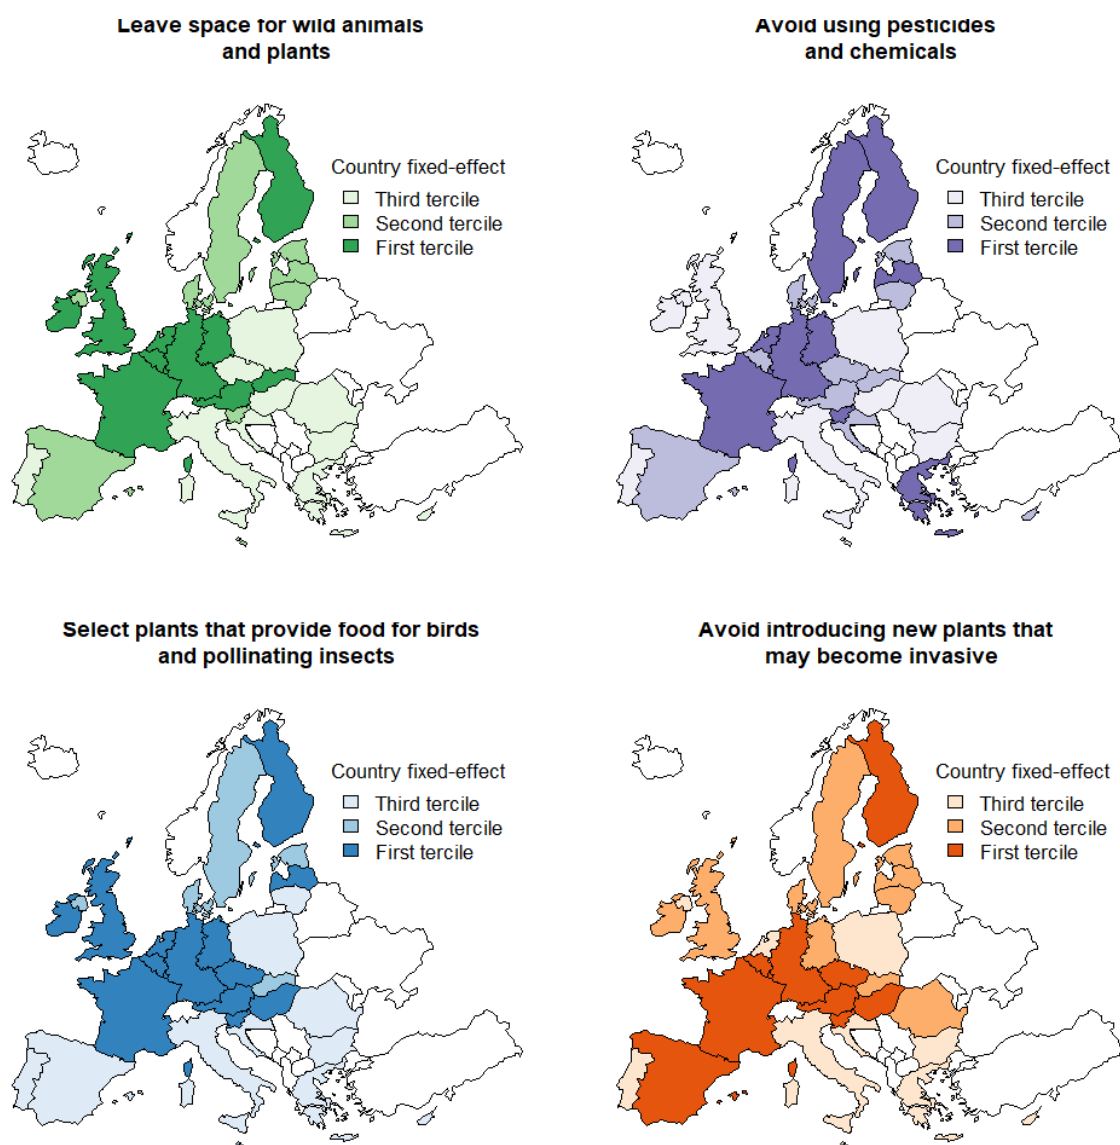 Leave space for wild animals
and plants
Country fixed-effect
Third tercile
Second tercile
First tercile
Avoid using pesticides
and chemicals
Country fixed-effect
Third tercile
Second tercile
First tercile
Select plants that provide food for birds
and pollinating insects
Country fixed-effect
Third tercile
Second tercile
First tercile
Avoid introducing new plants that
may become invasive
Country fixed-effect
Third tercile
Second tercile
First tercile